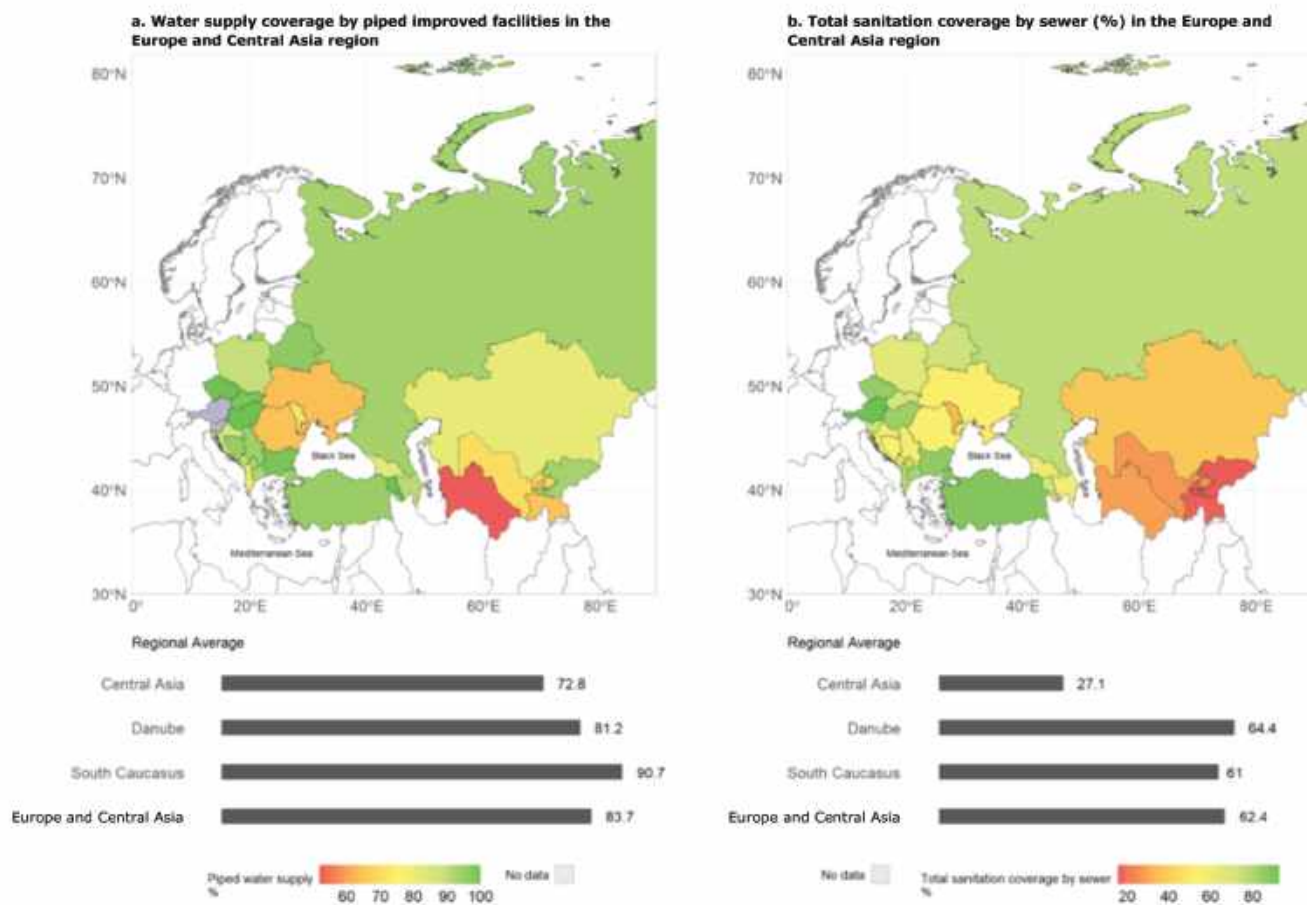 a. Water supply coverage by piped improved facilities in the
Europe and Central Asia region
80°N
70°N
60°N
50°N
40°N
30°N
Black Sea
Caspian Sea
Mediterranean Sea
0°
20°E
40°E
60°E
80°E
Regional Average
Central Asia
72.8
Danube
81.2
South Caucasus
90.7
Europe and Central Asia
83.7
Piped water supply
%
60 70 80 90 100
No data
b. Total sanitation coverage by sewer (%) in the Europe and
Central Asia region
80°N
70°N
60°N
50°N
40°N
30°N
Black Sea
Caspian Sea
Mediterranean Sea
0°
20°E
40°E
60°E
80°E
Regional Average
Central Asia
27.1
Danube
64.4
South Caucasus
61
Europe and Central Asia
62.4
No data
Total sanitation coverage by sewer
%
20 40 60 80